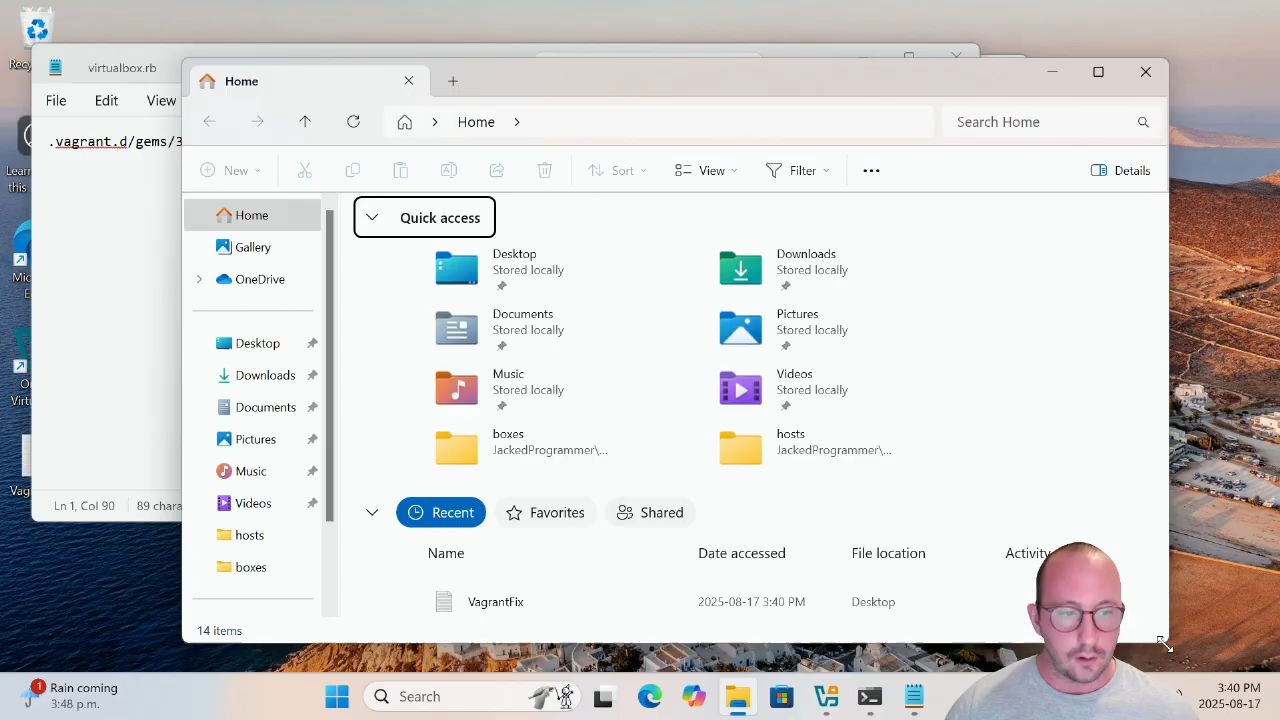 virtualbox.rb
File
Edit
View
.vagrant.d/gems/3
Ln 1, Col 90
89 chara
Home
Home
Search Home
New
Sort
View
Filter
Details
Home
Gallery
OneDrive
Desktop
Downloads
Documents
Pictures
Music
Videos
hosts
boxes
14 items
Quick access
Desktop
Stored locally
Downloads
Stored locally
Documents
Stored locally
Pictures
Stored locally
Music
Stored locally
Videos
Stored locally
boxes
JackedProgrammer\...
hosts
JackedProgrammer\...
Recent
Favorites
Shared
Name
Date accessed
File location
Activity
VagrantFix
2025-08-17 3:40 PM
Desktop
Learn
this
Vag
1
Rain coming
3:48 p.m.
Search
3:40 PM
2025-08-17